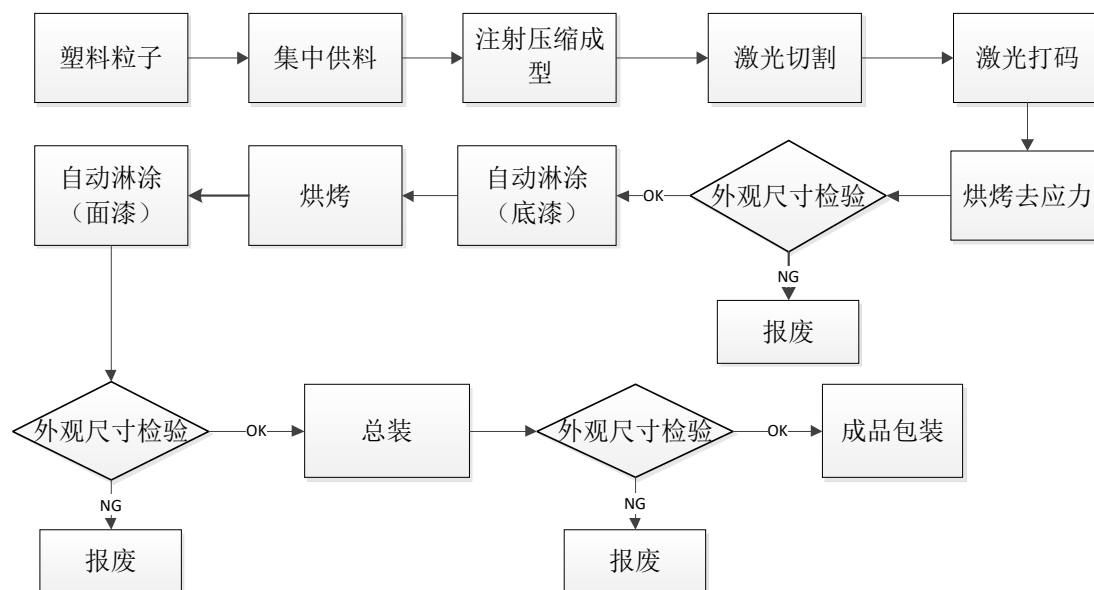 塑料粒子
集中供料
注射压缩成
型
激光切割
激光打码
烘烤去应力
外观尺寸检验
NG
报废
OK
自动淋涂
（底漆）
烘烤
自动淋涂
（面漆）
外观尺寸检验
NG
报废
OK
总装
外观尺寸检验
NG
报废
OK
成品包装